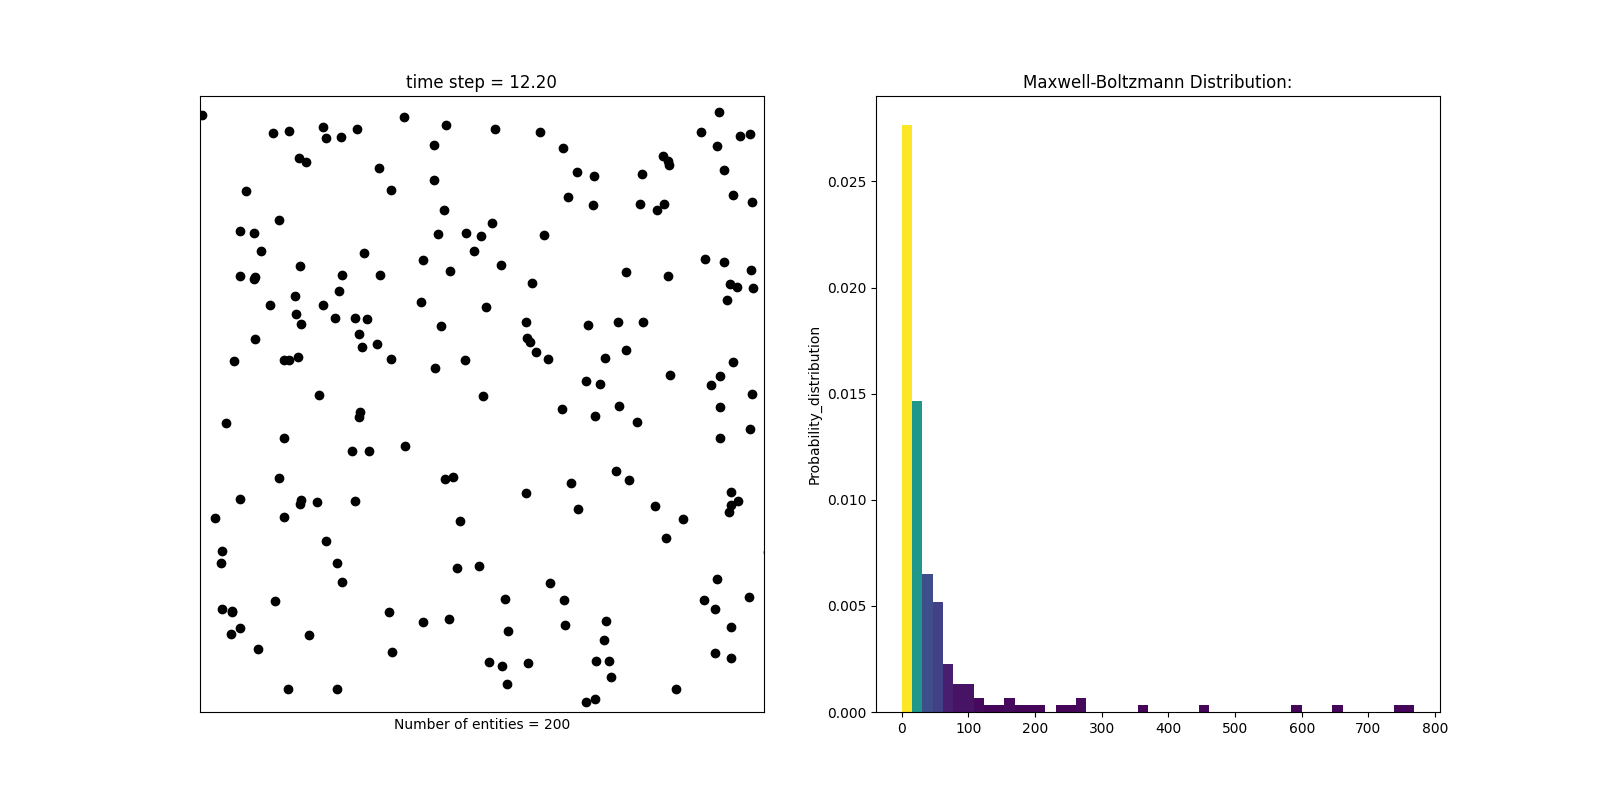 time step = 12.20
Number of entities = 200
Maxwell-Boltzmann Distribution:
Probability_distribution
0.025
0.020
0.015
0.010
0.005
0.000
0 100 200 300 400 500 600 700 800